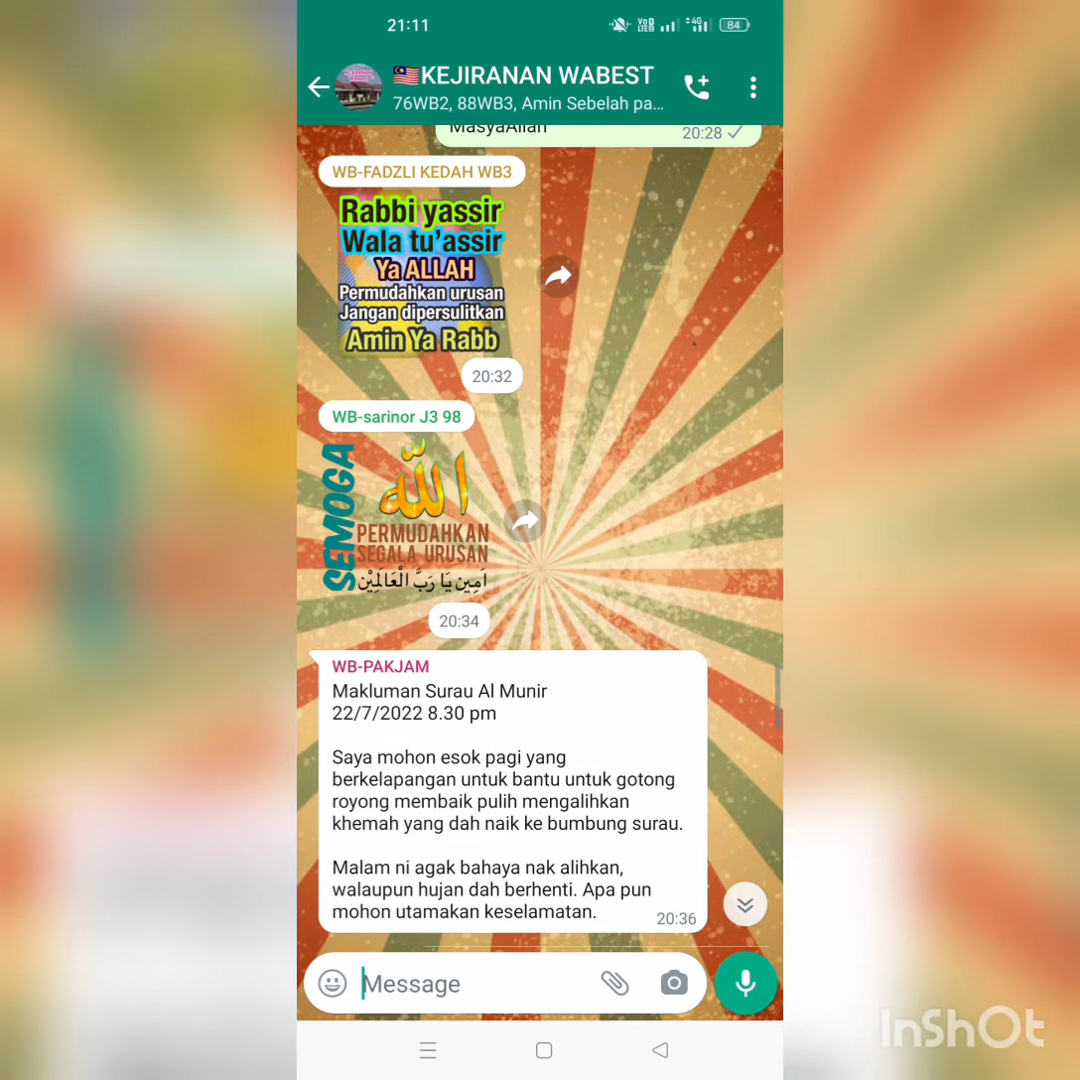 21:11
VoD
LTE
4G
84
🇲🇾KEJIRANAN WABEST
76WB2, 88WB3, Amin Sebelah pa...
MasyaAllah
20:28
WB-FADZLI KEDAH WB3
Rabbi yassir
Wala tu'assir
Ya ALLAH
Permudahkan urusan
Jangan dipersulitkan
Amin Ya Rabb
20:32
WB-sarinor J3 98
SEMOGA
الله
PERMUDAHKAN
SEGALA URUSAN
اَمِين يَا رَبَّ الْعَالَمِيْن
20:34
WB-PAKJAM
Makluman Surau Al Munir
22/7/2022 8.30 pm
Saya mohon esok pagi yang
berkelapangan untuk bantu untuk gotong
royong membaik pulih mengalihkan
khemah yang dah naik ke bumbung surau.
Malam ni agak bahaya nak alihkan,
walaupun hujan dah berhenti. Apa pun
mohon utamakan keselamatan.
20:36
Message
InShOt